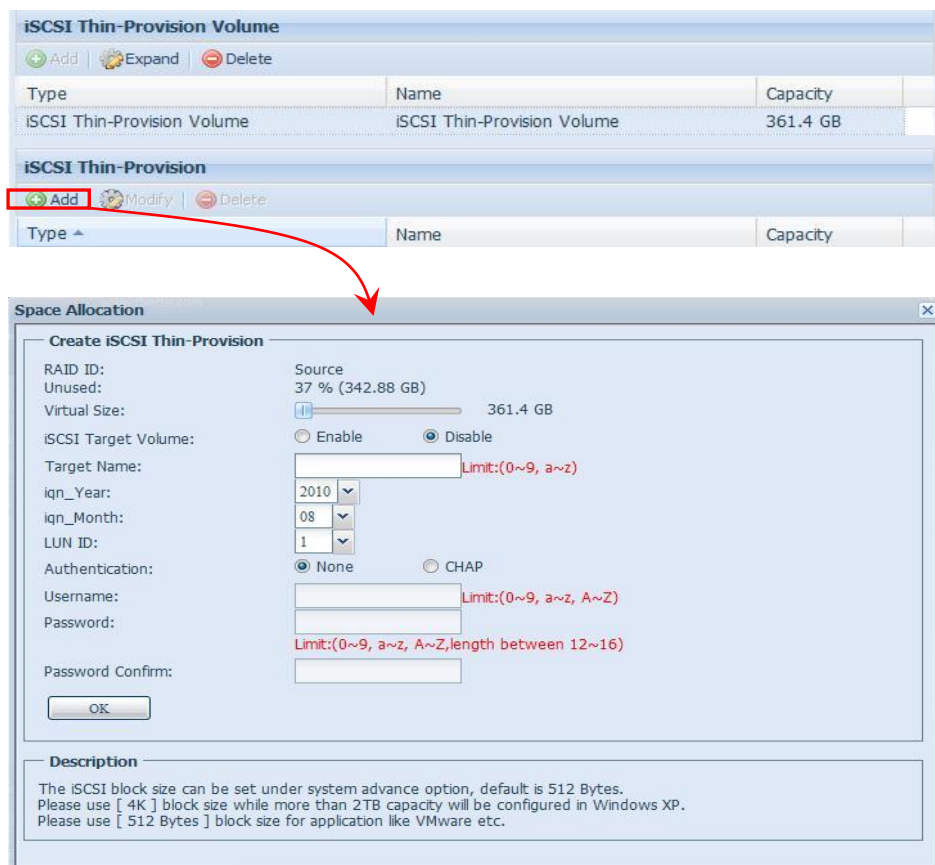 iSCSI Thin-Provision Volume
Add | Expand | Delete
Type Name Capacity
iSCSI Thin-Provision Volume iSCSI Thin-Provision Volume 361.4 GB
iSCSI Thin-Provision
Add Modify | Delete
Type Name Capacity
Space Allocation
Create iSCSI Thin-Provision
RAID ID: Source
Unused: 37 % (342.88 GB)
Virtual Size: 361.4 GB
iSCSI Target Volume: Enable Disable
Target Name: Limit:(0~9, a~z)
iqn_Year: 2010
iqn_Month: 08
LUN ID: 1
Authentication: None CHAP
Username: Limit:(0~9, a~z, A~Z)
Password:
Limit:(0~9, a~z, A~Z,length between 12~16)
Password Confirm:
OK
Description
The iSCSI block size can be set under system advance option, default is 512 Bytes.
Please use [ 4K ] block size while more than 2TB capacity will be configured in Windows XP.
Please use [ 512 Bytes ] block size for application like VMware etc.